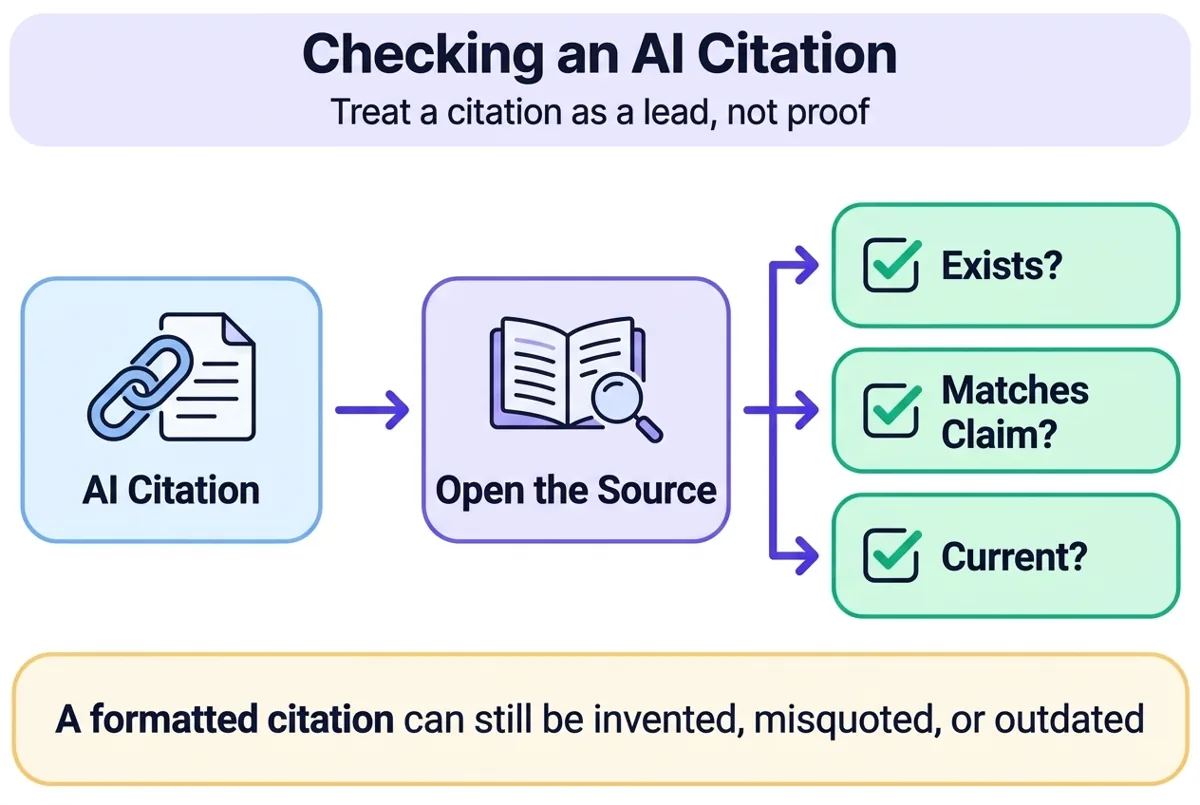 Checking an AI Citation
Treat a citation as a lead, not proof
AI Citation
Open the Source
Exists?
Matches
Claim?
Current?
A formatted citation can still be invented, misquoted, or outdated